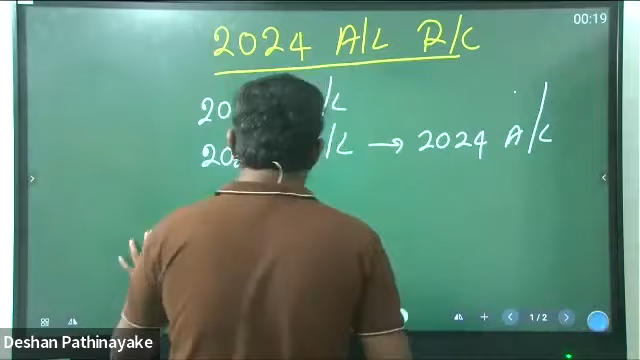 00:19
2024 A/L R/C
20 /L
20 /L → 2024 A/L
1/2
Deshan Pathinayake